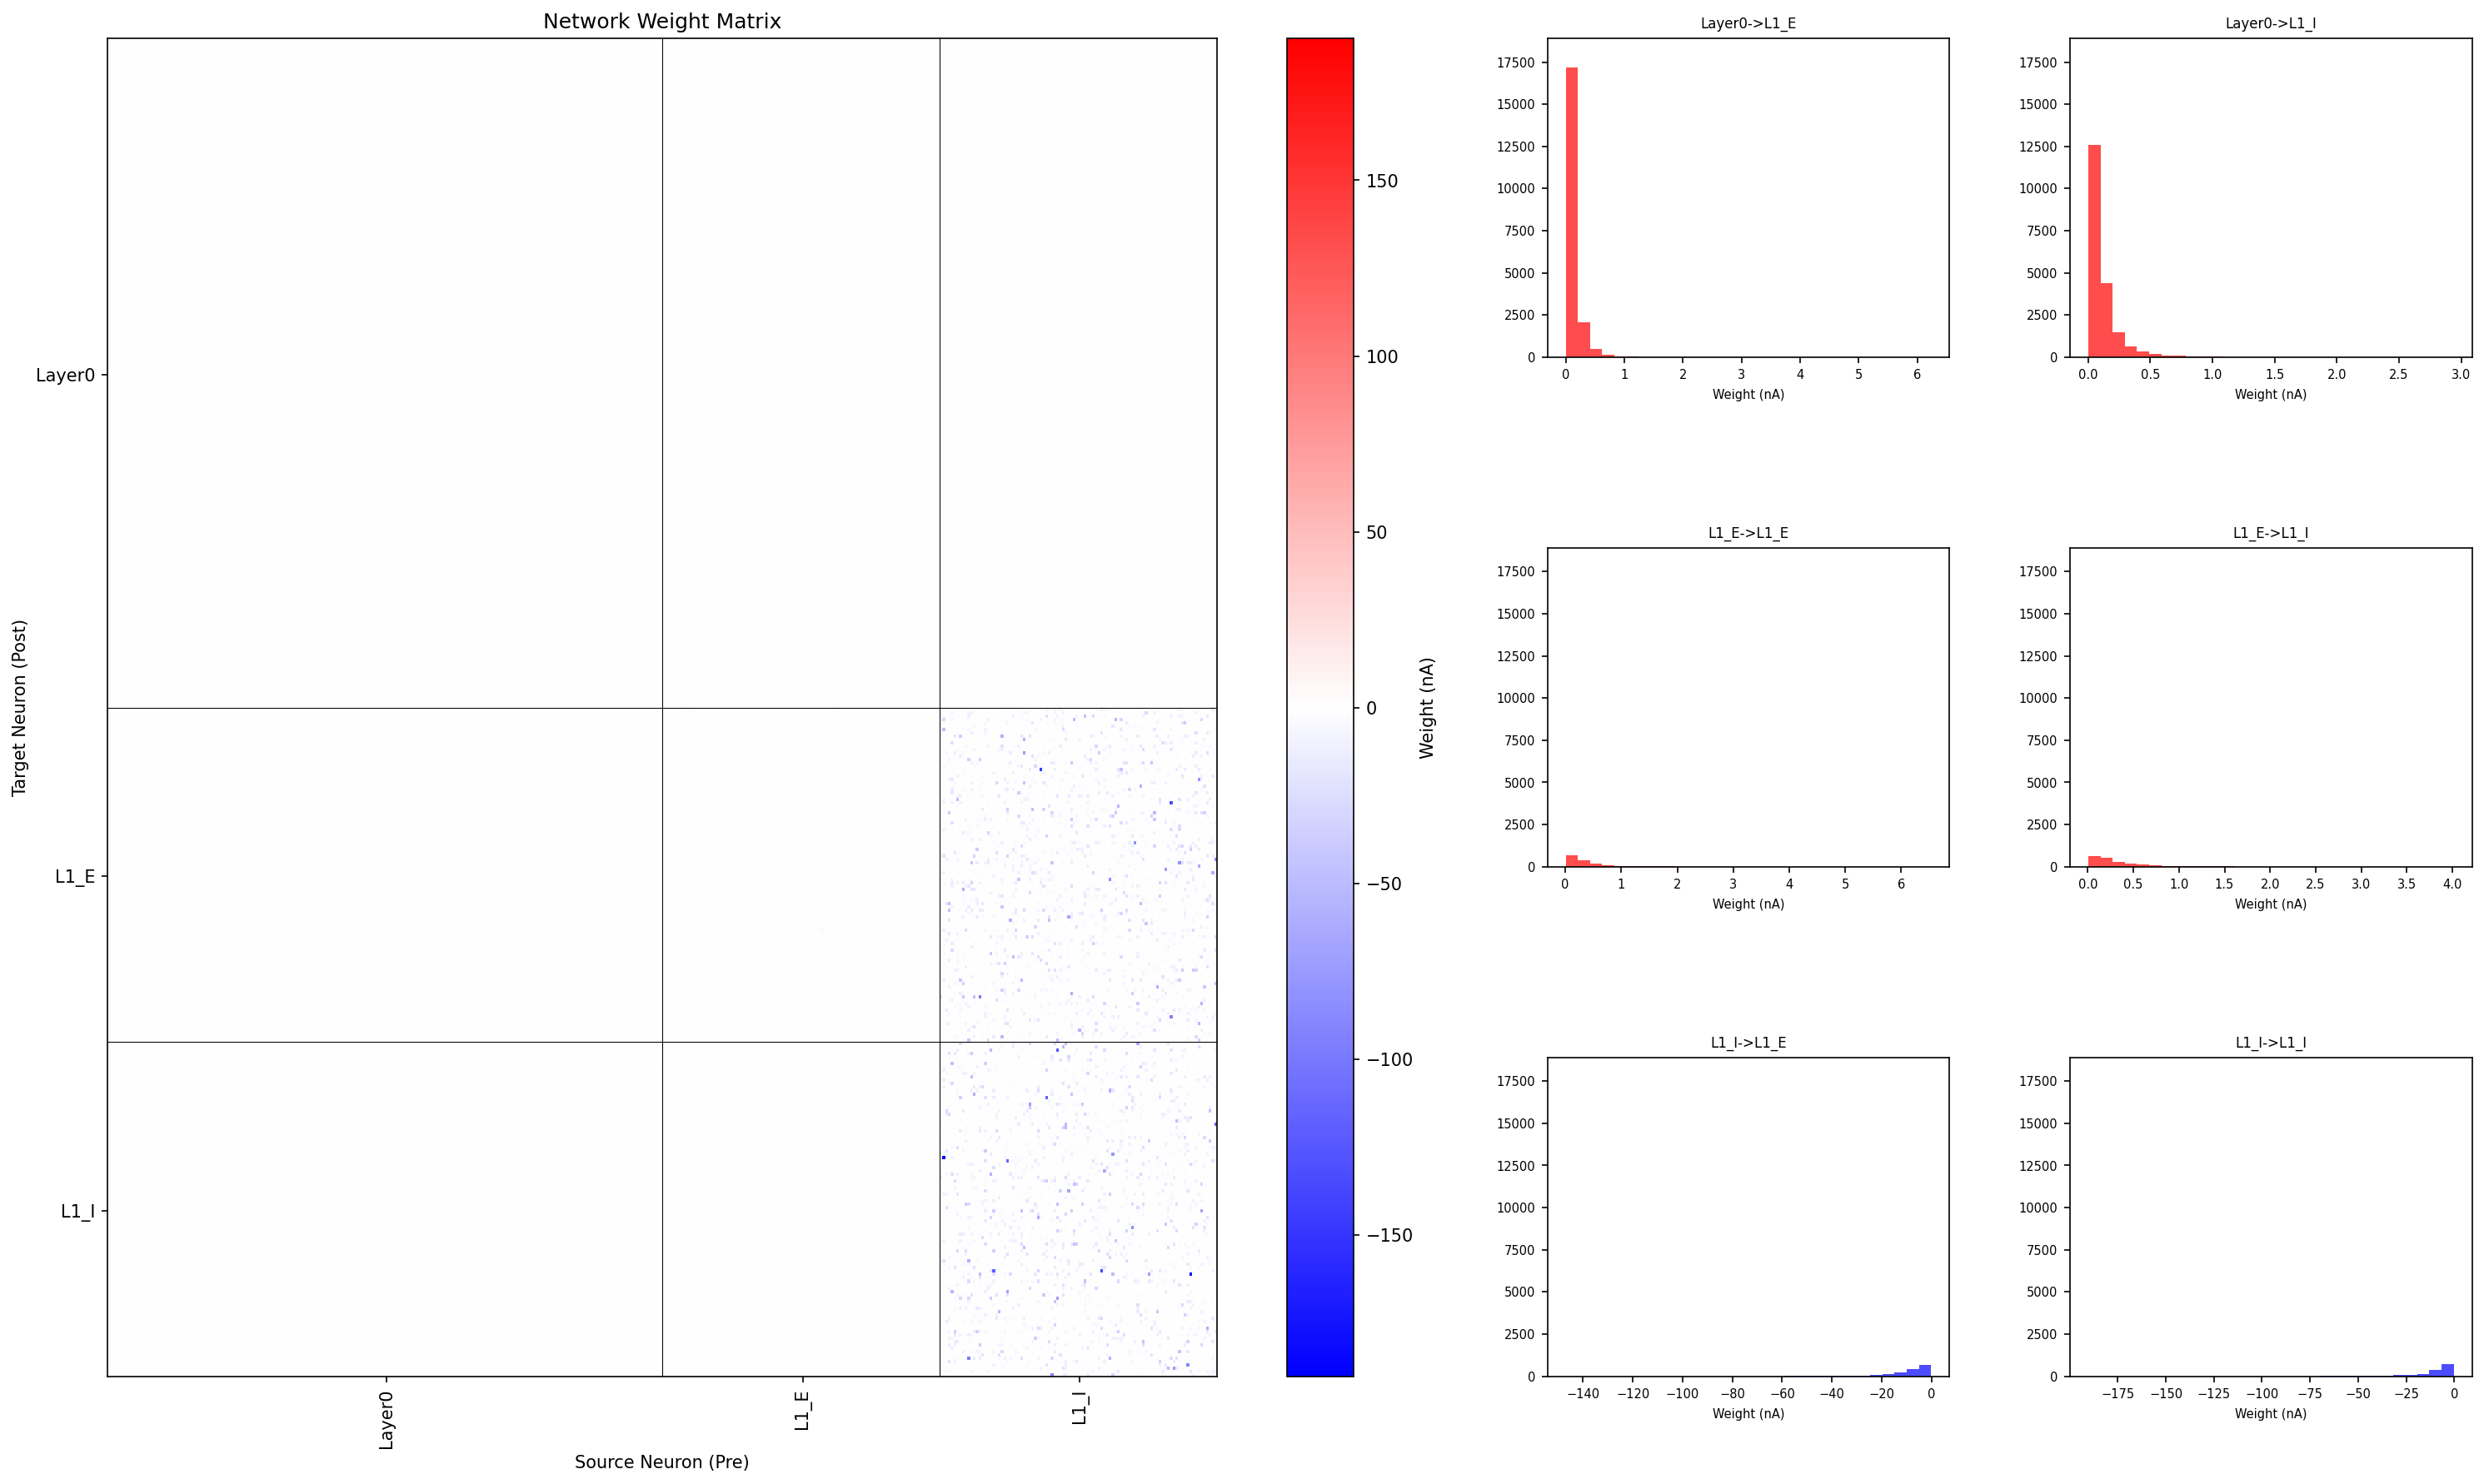 Network Weight Matrix
Target Neuron (Post)
Layer0
L1_E
L1_I
Layer0
L1_E
L1_I
Source Neuron (Pre)
150
100
50
0
−50
−100
−150
Weight (nA)
Layer0->L1_E
17500
15000
12500
10000
7500
5000
2500
0
0 1 2 3 4 5 6
Weight (nA)
Layer0->L1_I
17500
15000
12500
10000
7500
5000
2500
0
0.0 0.5 1.0 1.5 2.0 2.5 3.0
Weight (nA)
L1_E->L1_E
17500
15000
12500
10000
7500
5000
2500
0
0 1 2 3 4 5 6
Weight (nA)
L1_E->L1_I
17500
15000
12500
10000
7500
5000
2500
0
0.0 0.5 1.0 1.5 2.0 2.5 3.0 3.5 4.0
Weight (nA)
L1_I->L1_E
17500
15000
12500
10000
7500
5000
2500
0
−140 −120 −100 −80 −60 −40 −20 0
Weight (nA)
L1_I->L1_I
17500
15000
12500
10000
7500
5000
2500
0
−175 −150 −125 −100 −75 −50 −25 0
Weight (nA)